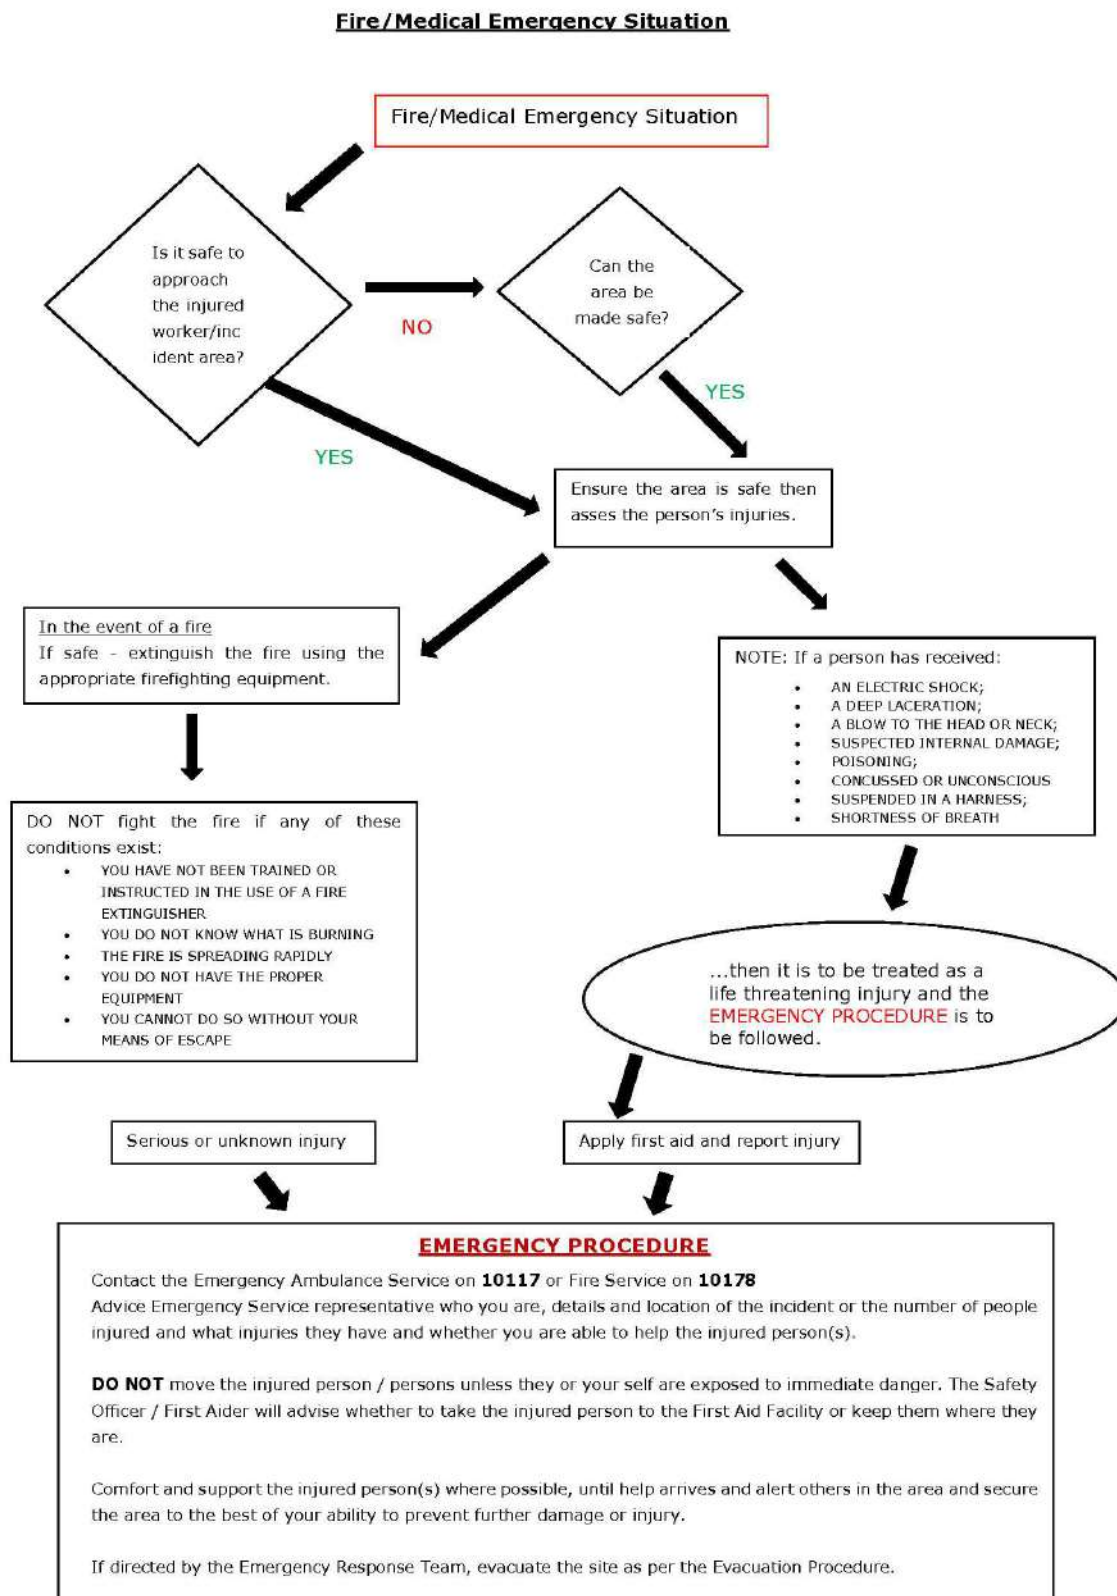 Fire/Medical Emergency Situation
Fire/Medical Emergency Situation
Is it safe to
approach
the injured
worker/inc
ident area?
NO
Can the
area be
made safe?
YES
YES
Ensure the area is safe then
asses the person's injuries.
In the event of a fire
If safe - extinguish the fire using the
appropriate firefighting equipment.
NOTE: If a person has received:
• AN ELECTRIC SHOCK;
• A DEEP LACERATION;
• A BLOW TO THE HEAD OR NECK;
• SUSPECTED INTERNAL DAMAGE;
• POISONING;
• CONCUSSED OR UNCONSCIOUS
• SUSPENDED IN A HARNESS;
• SHORTNESS OF BREATH
DO NOT fight the fire if any of these
conditions exist:
• YOU HAVE NOT BEEN TRAINED OR
INSTRUCTED IN THE USE OF A FIRE
EXTINGUISHER
• YOU DO NOT KNOW WHAT IS BURNING
• THE FIRE IS SPREADING RAPIDLY
• YOU DO NOT HAVE THE PROPER
EQUIPMENT
• YOU CANNOT DO SO WITHOUT YOUR
MEANS OF ESCAPE
...then it is to be treated as a
life threatening injury and the
EMERGENCY PROCEDURE is to
be followed.
Serious or unknown injury
Apply first aid and report injury
EMERGENCY PROCEDURE
Contact the Emergency Ambulance Service on 10117 or Fire Service on 10178
Advice Emergency Service representative who you are, details and location of the incident or the number of people
injured and what injuries they have and whether you are able to help the injured person(s).
DO NOT move the injured person / persons unless they or your self are exposed to immediate danger. The Safety
Officer / First Aider will advise whether to take the injured person to the First Aid Facility or keep them where they
are.
Comfort and support the injured person(s) where possible, until help arrives and alert others in the area and secure
the area to the best of your ability to prevent further damage or injury.
If directed by the Emergency Response Team, evacuate the site as per the Evacuation Procedure.